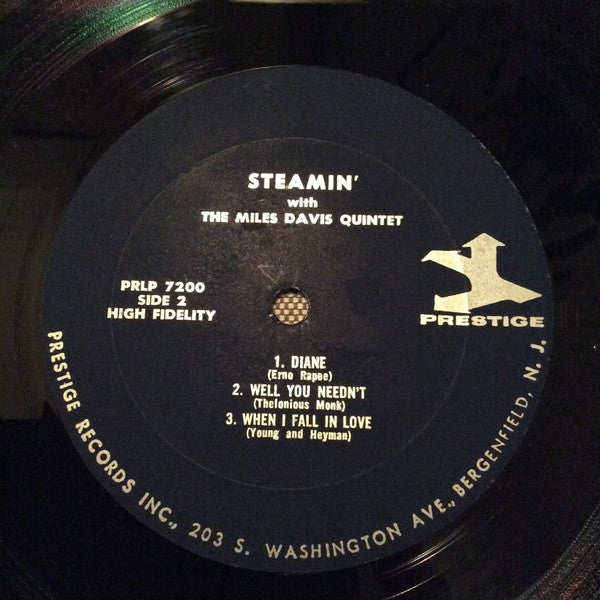 STEAMIN'
with
THE MILES DAVIS QUINTET
PRLP 7200
SIDE 2
HIGH FIDELITY
PRESTIGE
1. DIANE
(Erno Rapee)
2. WELL YOU NEEDN'T
(Thelonious Monk)
3. WHEN I FALL IN LOVE
(Young and Heyman)
PRESTIGE RECORDS INC., 203 S. WASHINGTON AVE., BERGENFIELD, N. J.